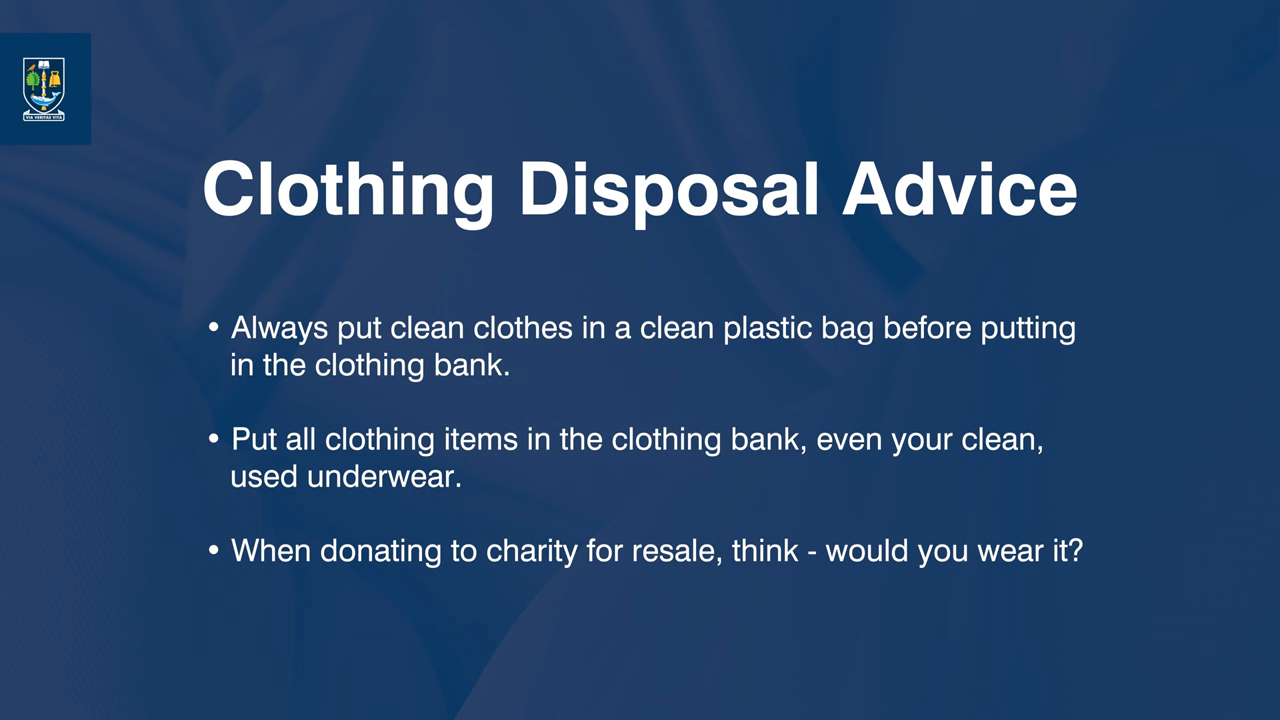 VIA VERITAS VITA
Clothing Disposal Advice
• Always put clean clothes in a clean plastic bag before putting
in the clothing bank.
• Put all clothing items in the clothing bank, even your clean,
used underwear.
• When donating to charity for resale, think - would you wear it?